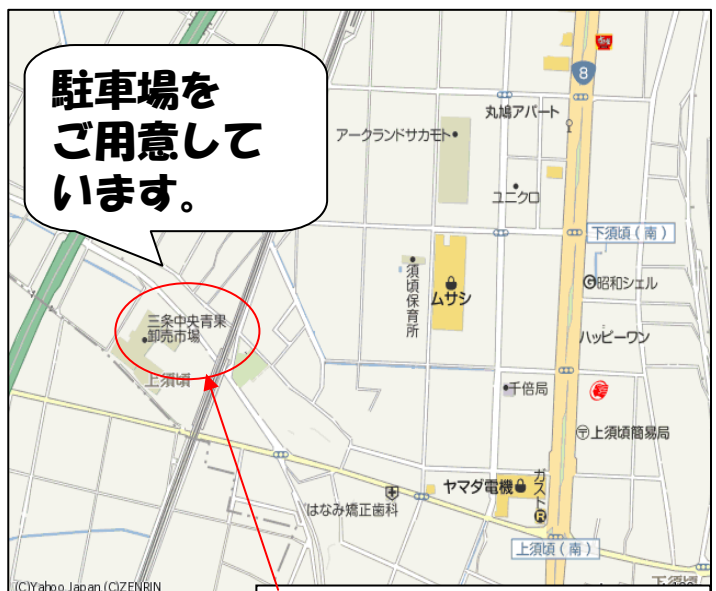 駐車場を
ご用意して
います。
8
丸鳩アパート
アークランドサカモト
ユニクロ
下須頃（南）
須頃保育所
ムサシ
昭和シェル
三条中央青果
卸売市場
ハッピーワン
上須頃
千倍局
上須頃簡易局
ヤマダ電機
ガスト
R
はなみ矯正歯科
上須頃（南）
(C)Yahoo Japan (C)ZENRIN